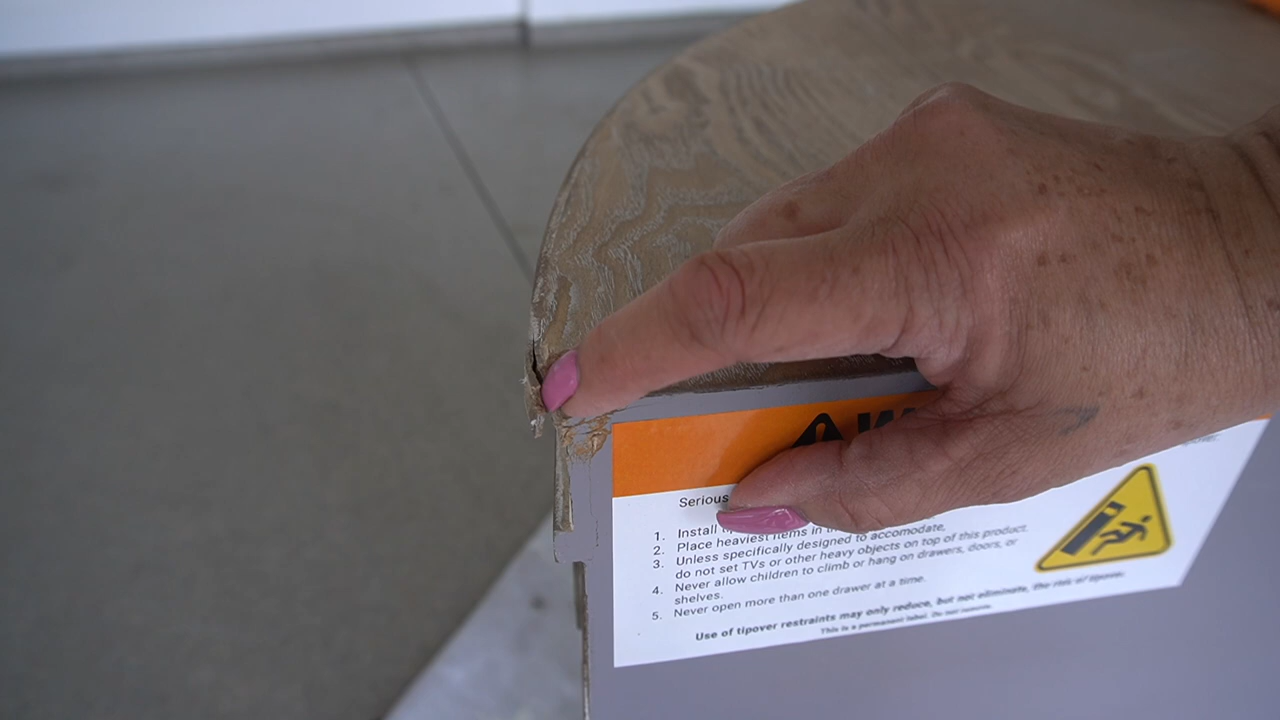 W
Serious
1. Install
2. Place heaviest items in
3. Unless specifically designed to accomodate,
do not set TVs or other heavy objects on top of this product.
4. Never allow children to climb or hang on drawers, doors, or
shelves.
5. Never open more than one drawer at a time.
Use of tipover restraints may only reduce, but not eliminate, the risk of tipover.
This is a permanent label. Do not remove.